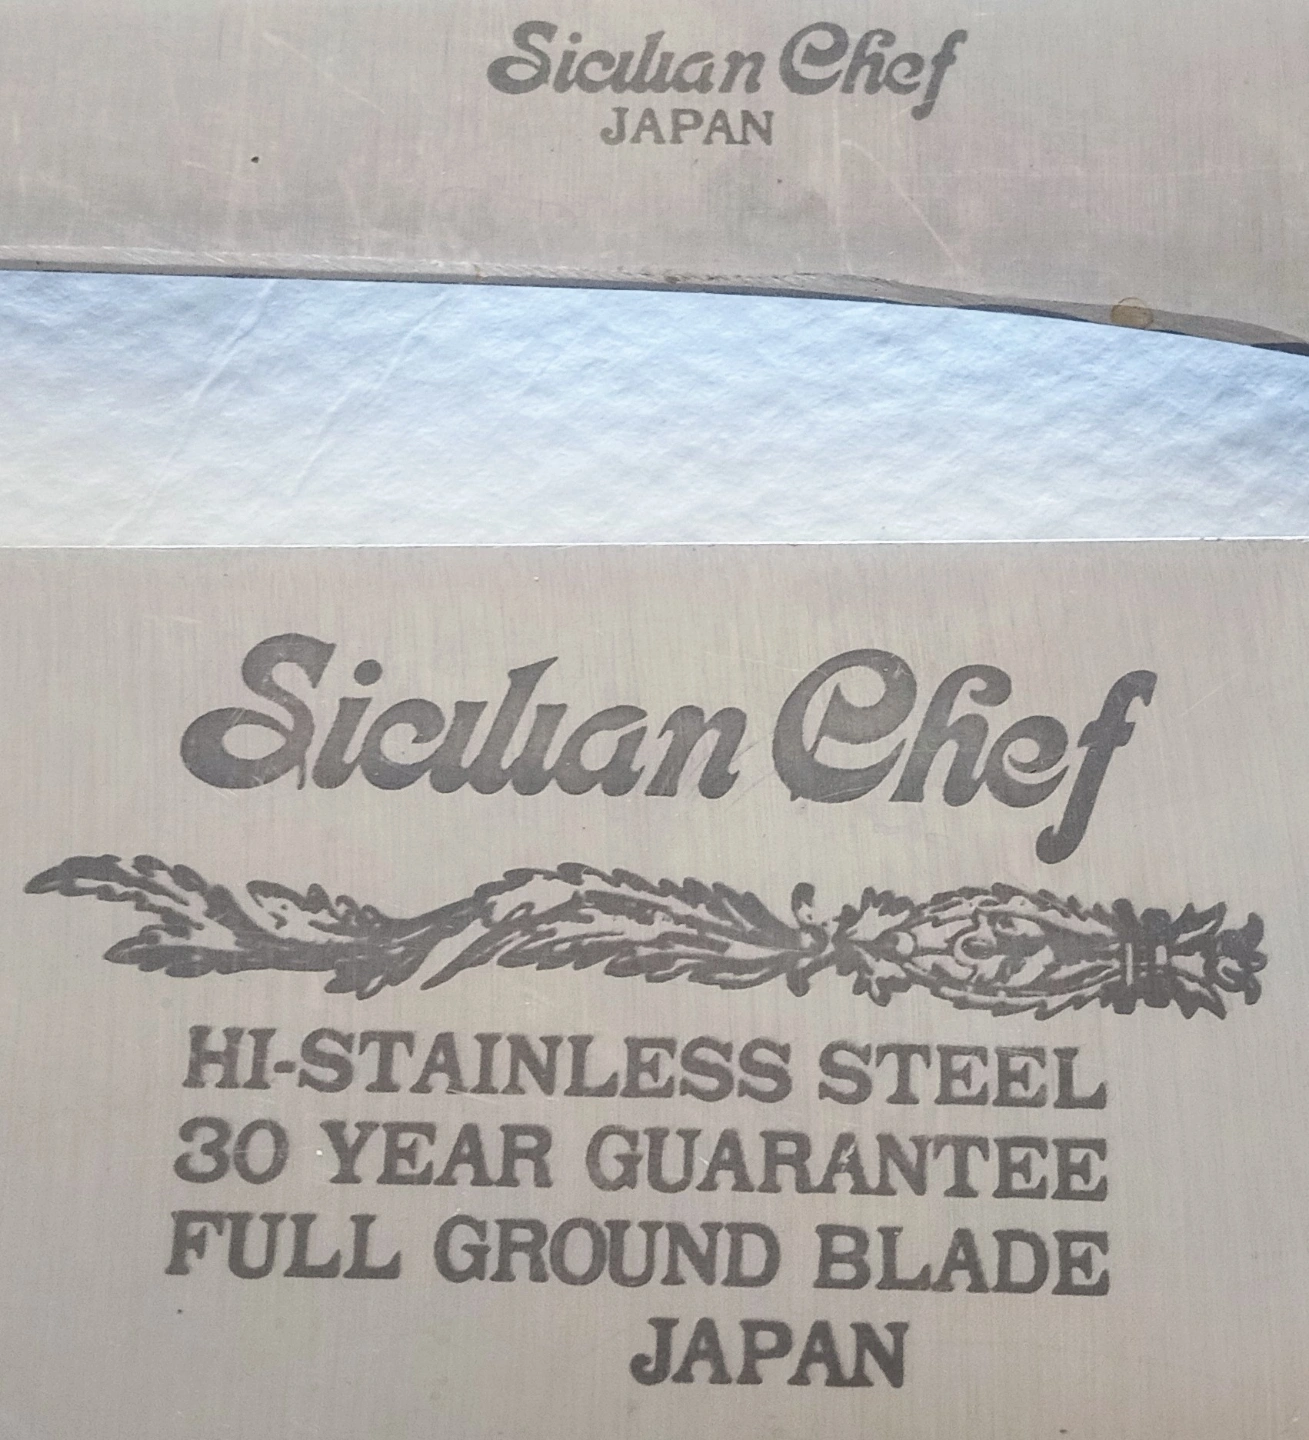 Sicilian Chef
JAPAN
Sicilian Chef
HI-STAINLESS STEEL
30 YEAR GUARANTEE
FULL GROUND BLADE
JAPAN